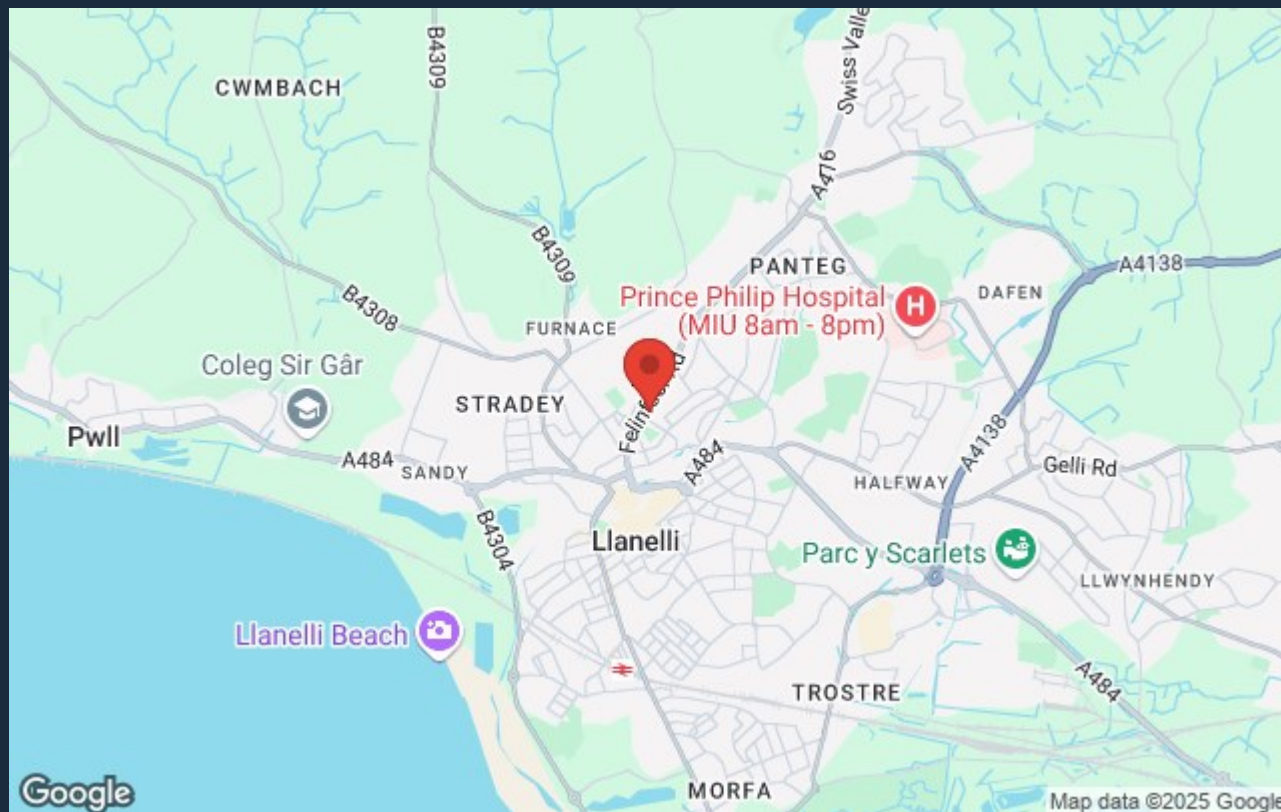 B4309
Swiss Valle
CWMBACH
A476
B4309
PANTEG
A4138
Prince Philip Hospital
(MIU 8am - 8pm)
H
DAFEN
B4308
FURNACE
Coleg Sir Gâr
STRADEY
Pwll
A484
SANDY
A484
A4138
Gelli Rd
HALFWAY
B4304
Llanelli
Parc y Scarlets
LLWYNHENDY
Llanelli Beach
TROSTRE
A484
MORFA
Google
Map data ©2025 Google